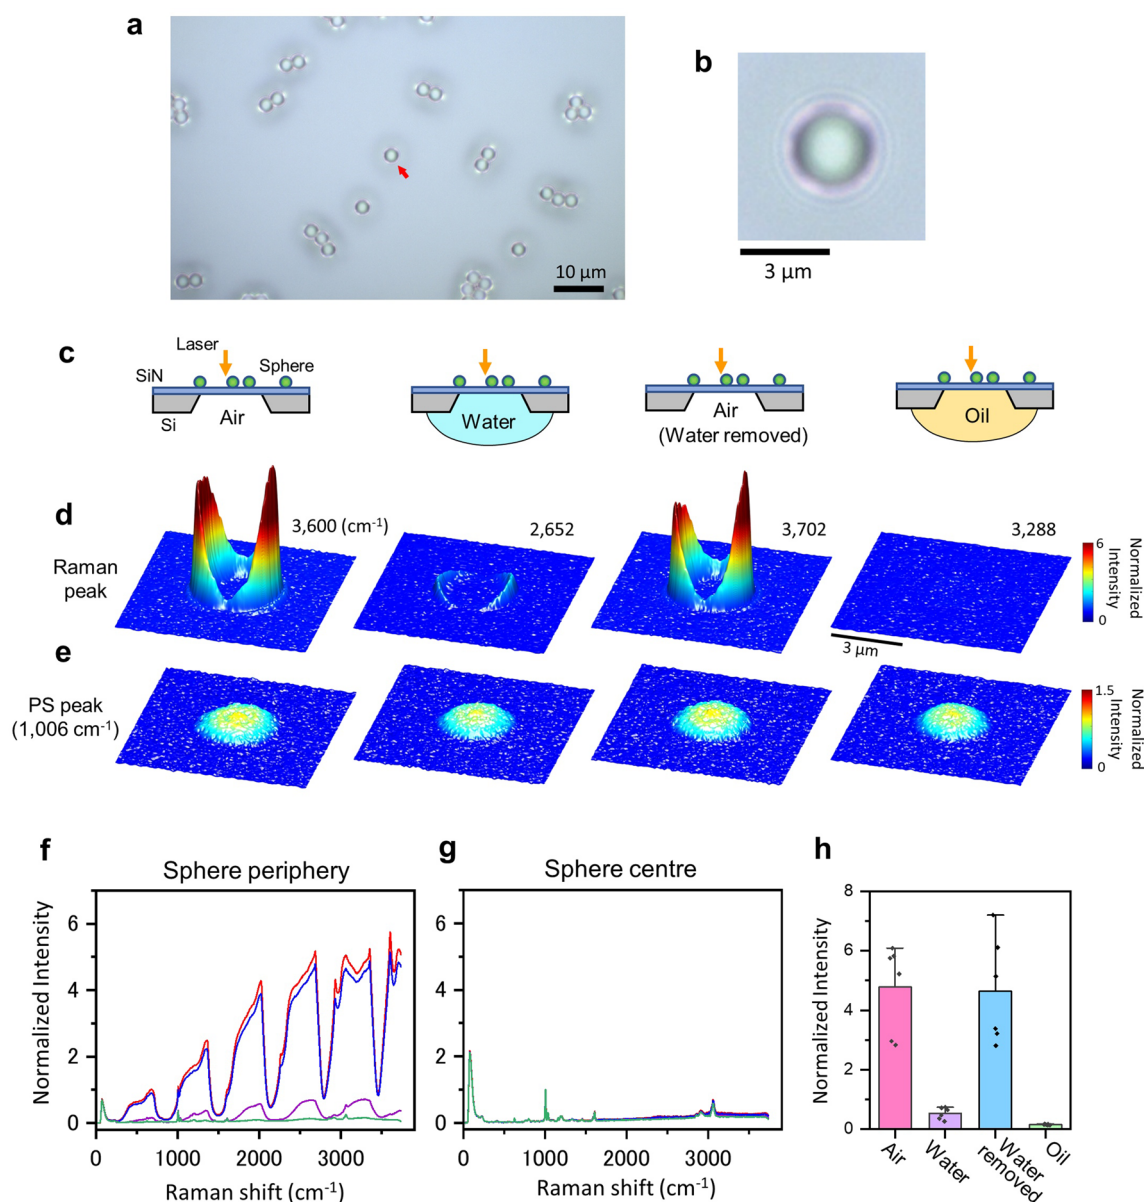 a
b
10 µm
3 µm
c
Laser
Sphere
SiN
Si
Air
Water
Air
(Water removed)
Oil
d
3,600 (cm⁻¹)
2,652
3,702
3,288
Raman
peak
6
0
Normalized
Intensity
3 µm
e
PS peak
(1,006 cm⁻¹)
1.5
0
Normalized
Intensity
f
Sphere periphery
Normalized Intensity
6
4
2
0
0
1000
2000
3000
Raman shift (cm⁻¹)
g
Sphere centre
6
4
2
0
0
1000
2000
3000
Raman shift (cm⁻¹)
h
Normalized Intensity
8
6
4
2
0
Air
Water
Water
removed
Oil